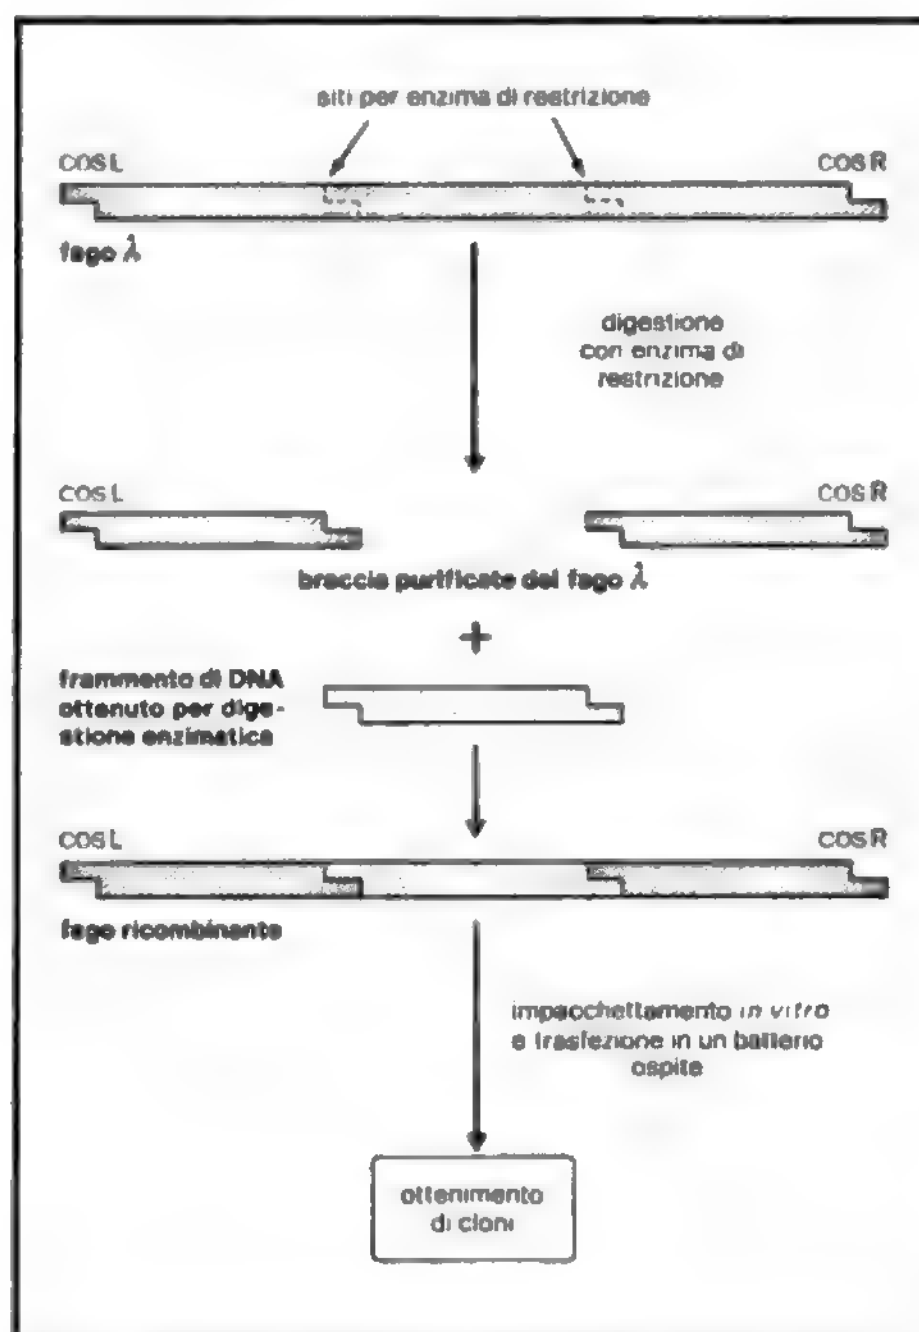 siti per enzima di restrizione
cos L
cos R
fago λ
digestione
con enzima di
restrizione
cos L
cos R
braccia purificate del fago λ
+
frammento di DNA
ottenuto per dige-
stione enzimatica
cos L
cos R
fago ricombinante
impacchettamento in vitro
e trasfezione in un batterio
ospite
ottenimento
di cloni